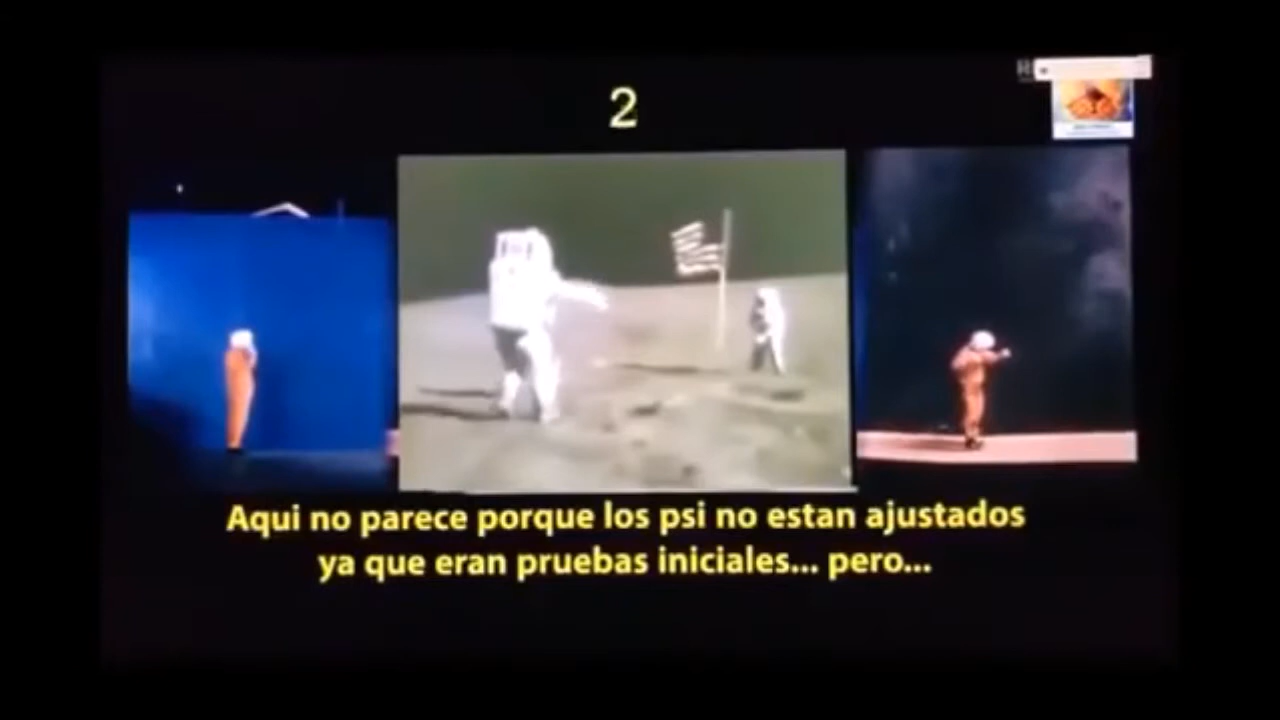 2
Aqui no parece porque los psi no estan ajustados
ya que eran pruebas iniciales... pero...